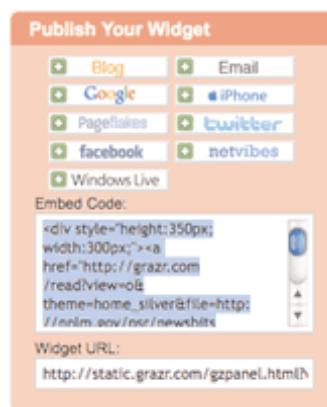 Publish Your Widget
Blog Email
Google iPhone
Pageflakes twitter
facebook netvibes
Windows Live
Embed Code:
<div style="height:350px;
width:300px;"><a
href="http://grazr.com
/read?view=o&
theme=home_silver&file=http:
//nnlm.gov/psr/newsbits
Widget URL:
http://static.grazr.com/gzpanel.html?